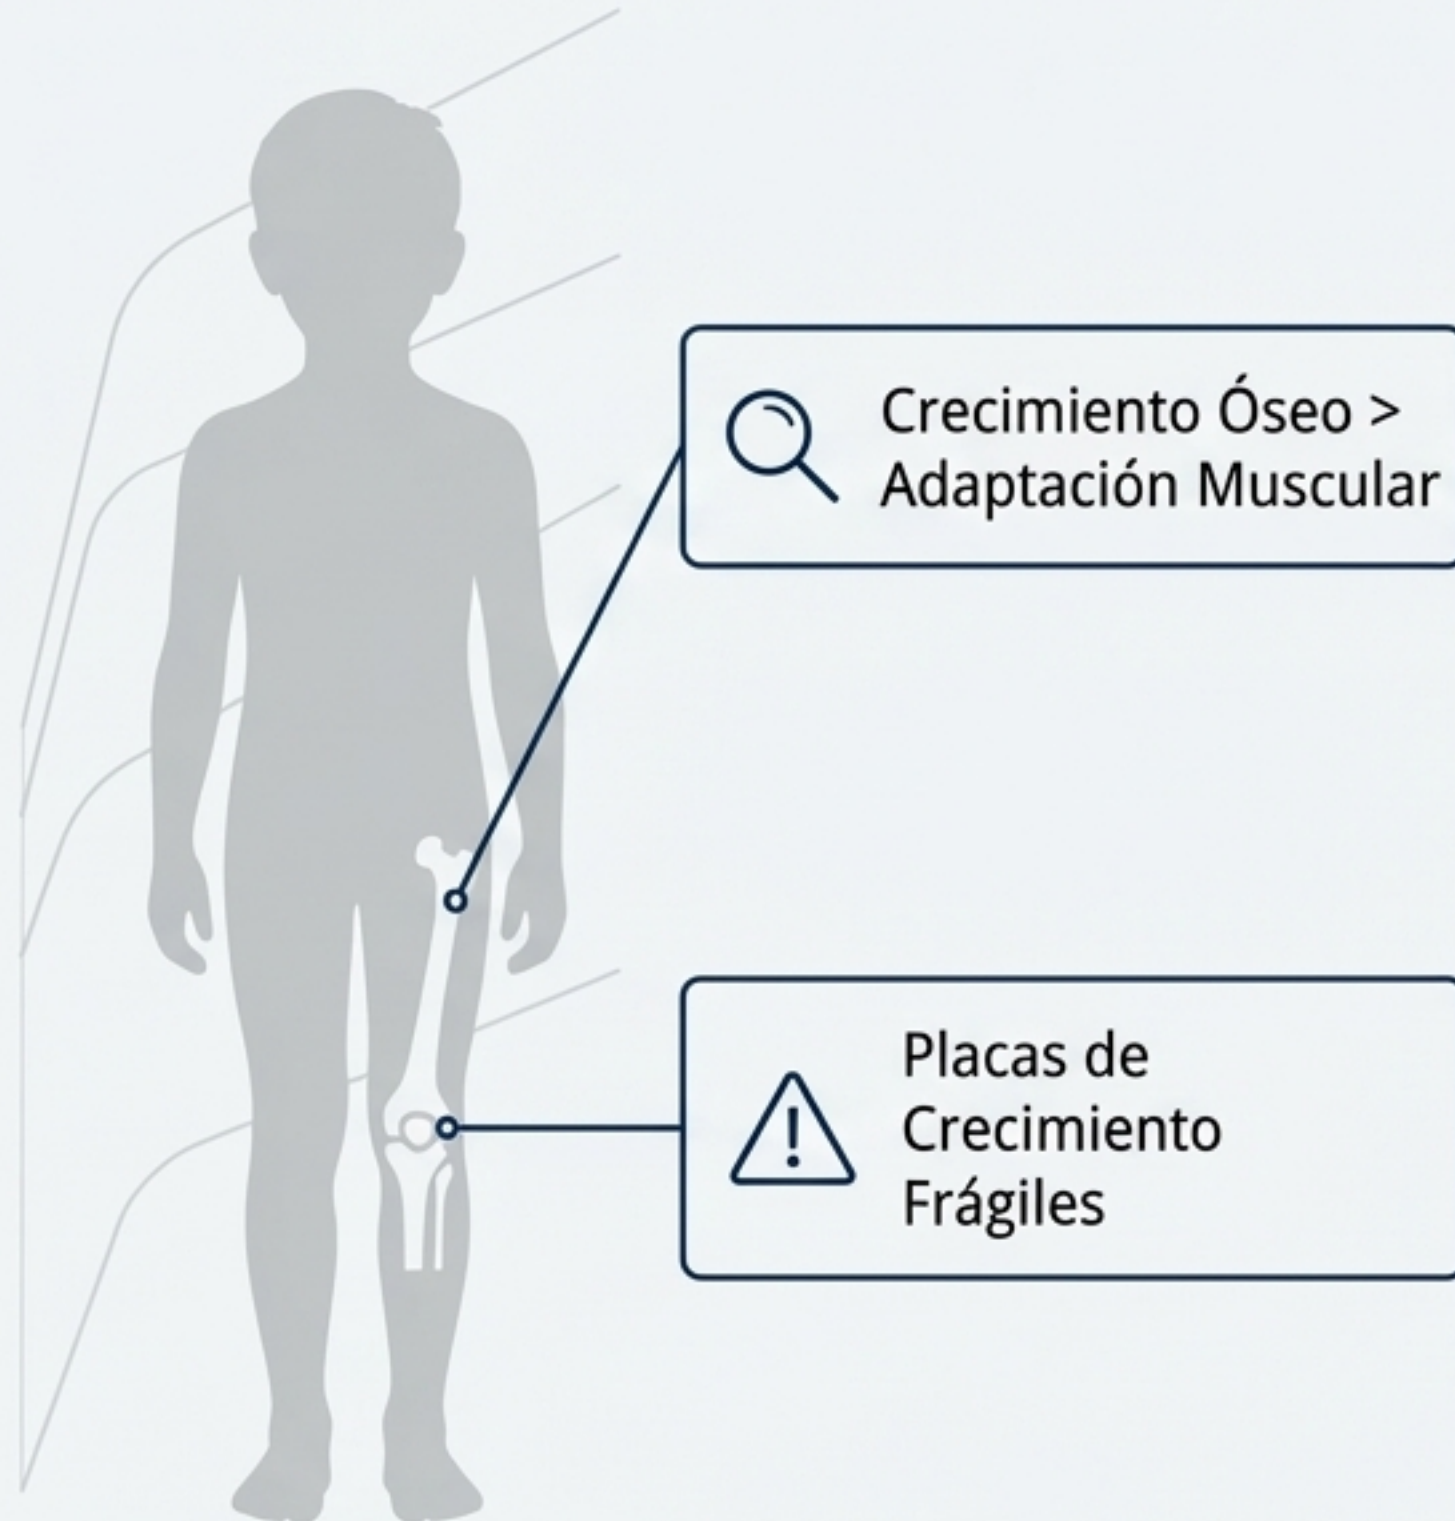 Crecimiento Óseo >
Adaptación Muscular
Placas de
Crecimiento
Frágiles